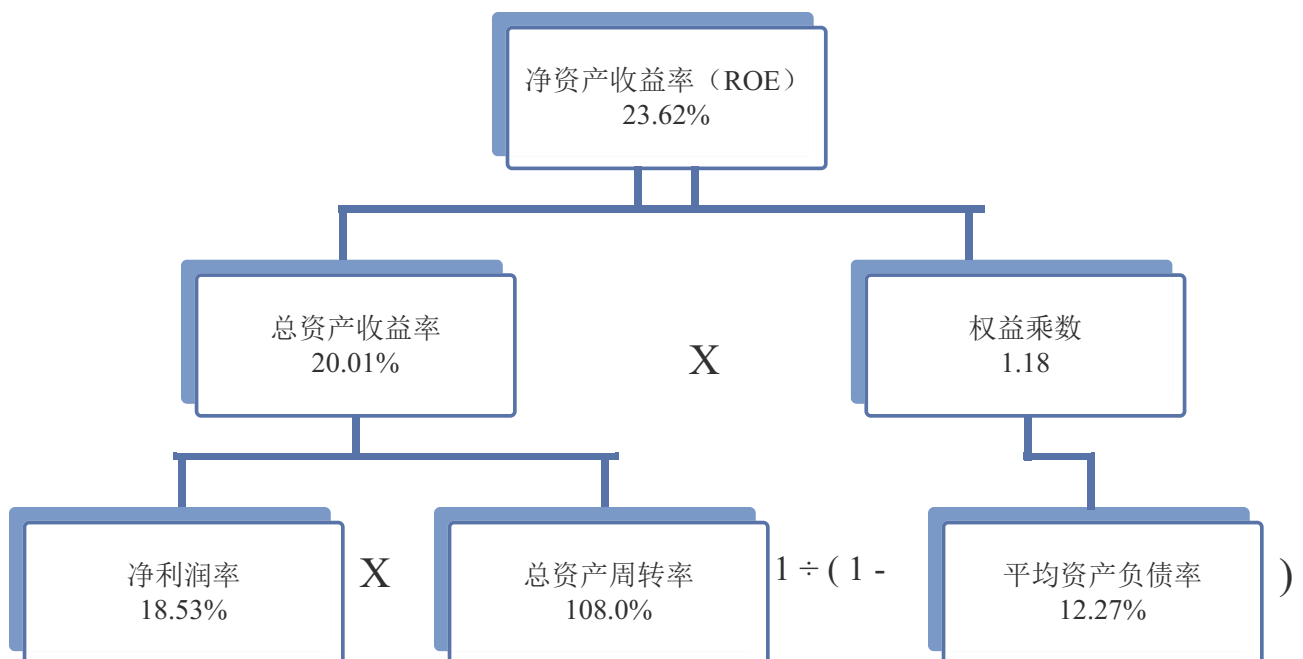 净资产收益率（ROE）
23.62%
总资产收益率
20.01%
X
权益乘数
1.18
净利润率
18.53%
X
总资产周转率
108.0%
1 ÷ ( 1 -
平均资产负债率
12.27%
)